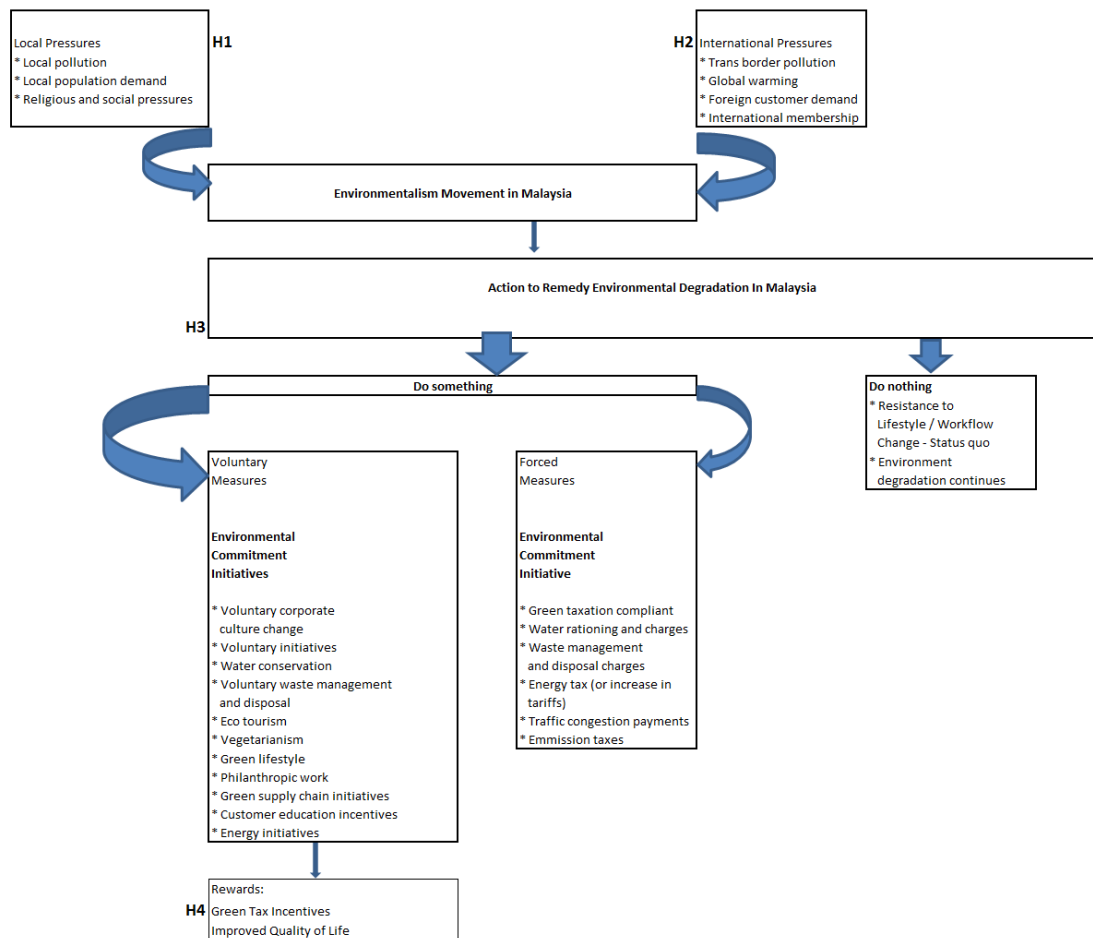 Local Pressures
* Local pollution
* Local population demand
* Religious and social pressures
H1
H2
International Pressures
* Trans border pollution
* Global warming
* Foreign customer demand
* International membership
Environmentalism Movement in Malaysia
Action to Remedy Environmental Degradation In Malaysia
H3
Do something
Do nothing
* Resistance to
Lifestyle / Workflow
Change - Status quo
* Environment
degradation continues
Voluntary
Measures
Environmental
Commitment
Initiatives
* Voluntary corporate
culture change
* Voluntary initiatives
* Water conservation
* Voluntary waste management
and disposal
* Eco tourism
* Vegetarianism
* Green lifestyle
* Philanthropic work
* Green supply chain initiatives
* Customer education incentives
* Energy initiatives
Forced
Measures
Environmental
Commitment
Initiative
* Green taxation compliant
* Water rationing and charges
* Waste management
and disposal charges
* Energy tax (or increase in
tariffs)
* Traffic congestion payments
* Emmission taxes
H4
Rewards:
Green Tax Incentives
Improved Quality of Life